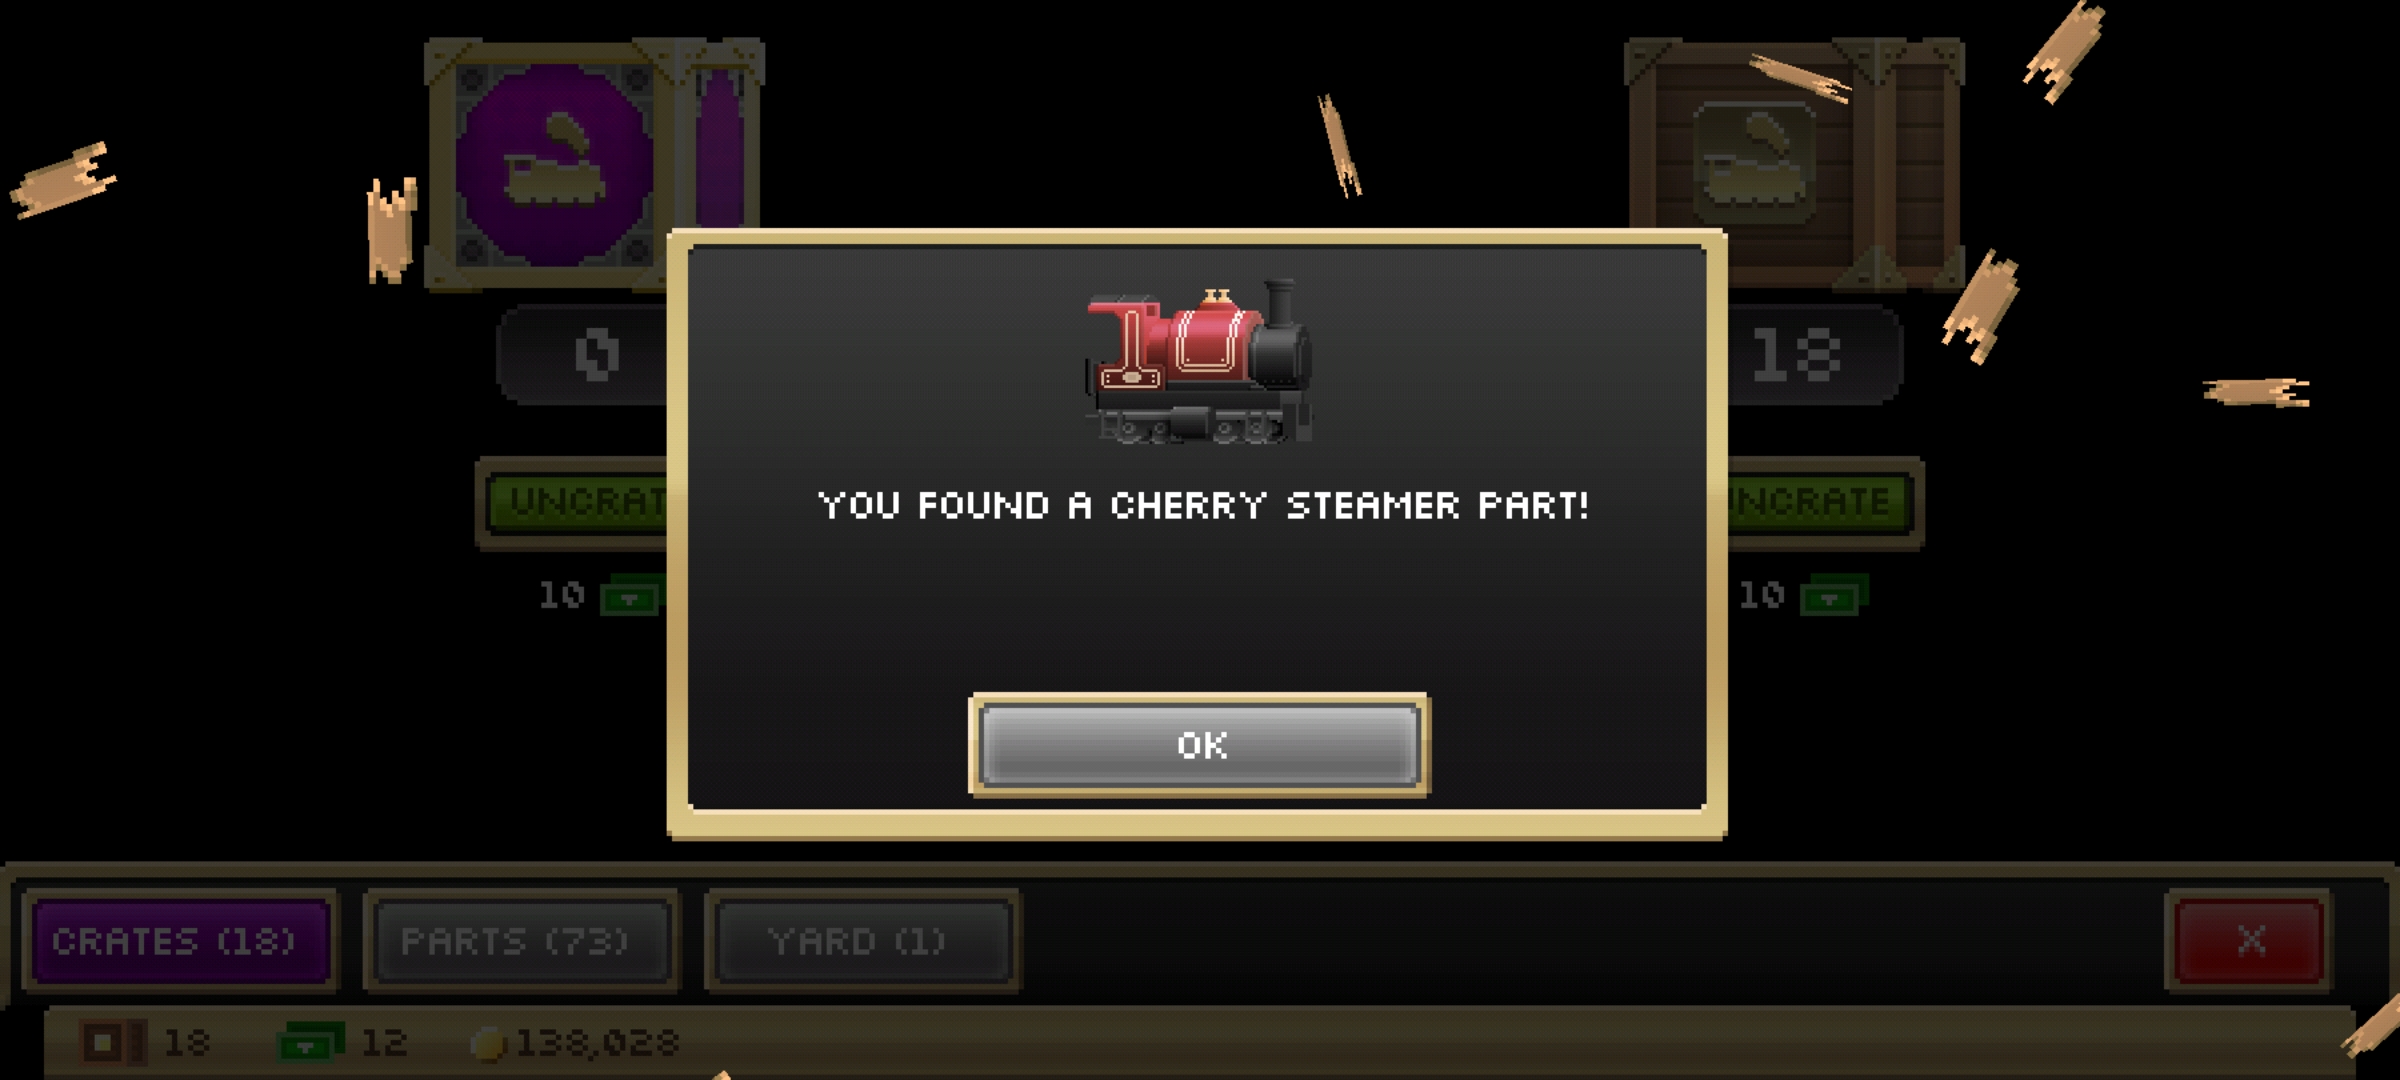 0
18
YOU FOUND A CHERRY STEAMER PART!
UNCRAT
NCRATE
10
10
OK
CRATES (18)
PARTS (73)
YARD (1)
X
18
12
138,028